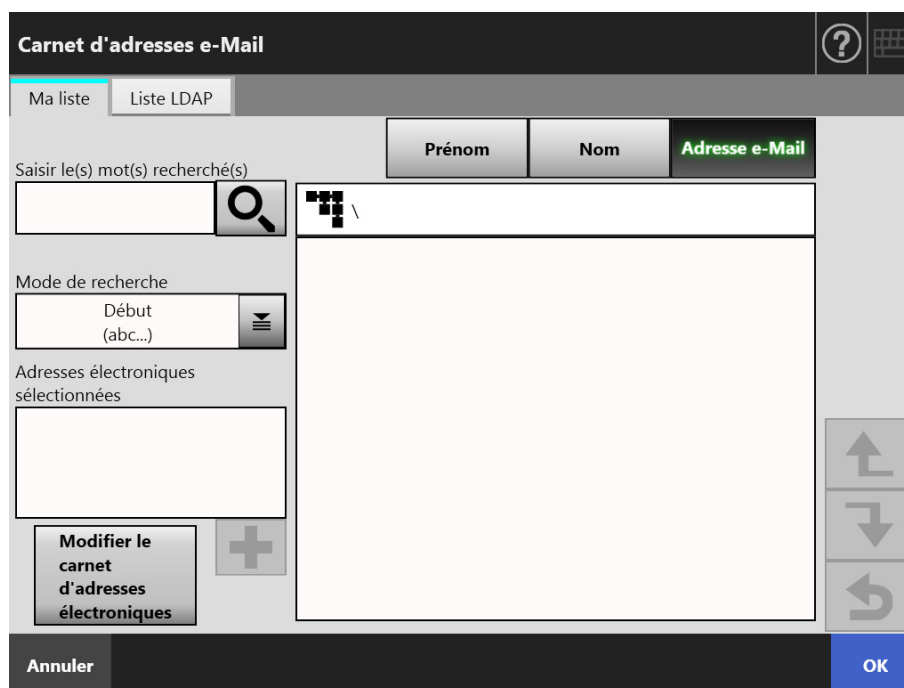 Carnet d'adresses e-Mail
?
Ma liste
Liste LDAP
Prénom
Nom
Adresse e-Mail
Saisir le(s) mot(s) recherché(s)
\
Mode de recherche
Début
(abc...)
Adresses électroniques
sélectionnées
Modifier le
carnet
d'adresses
électroniques
Annuler
OK